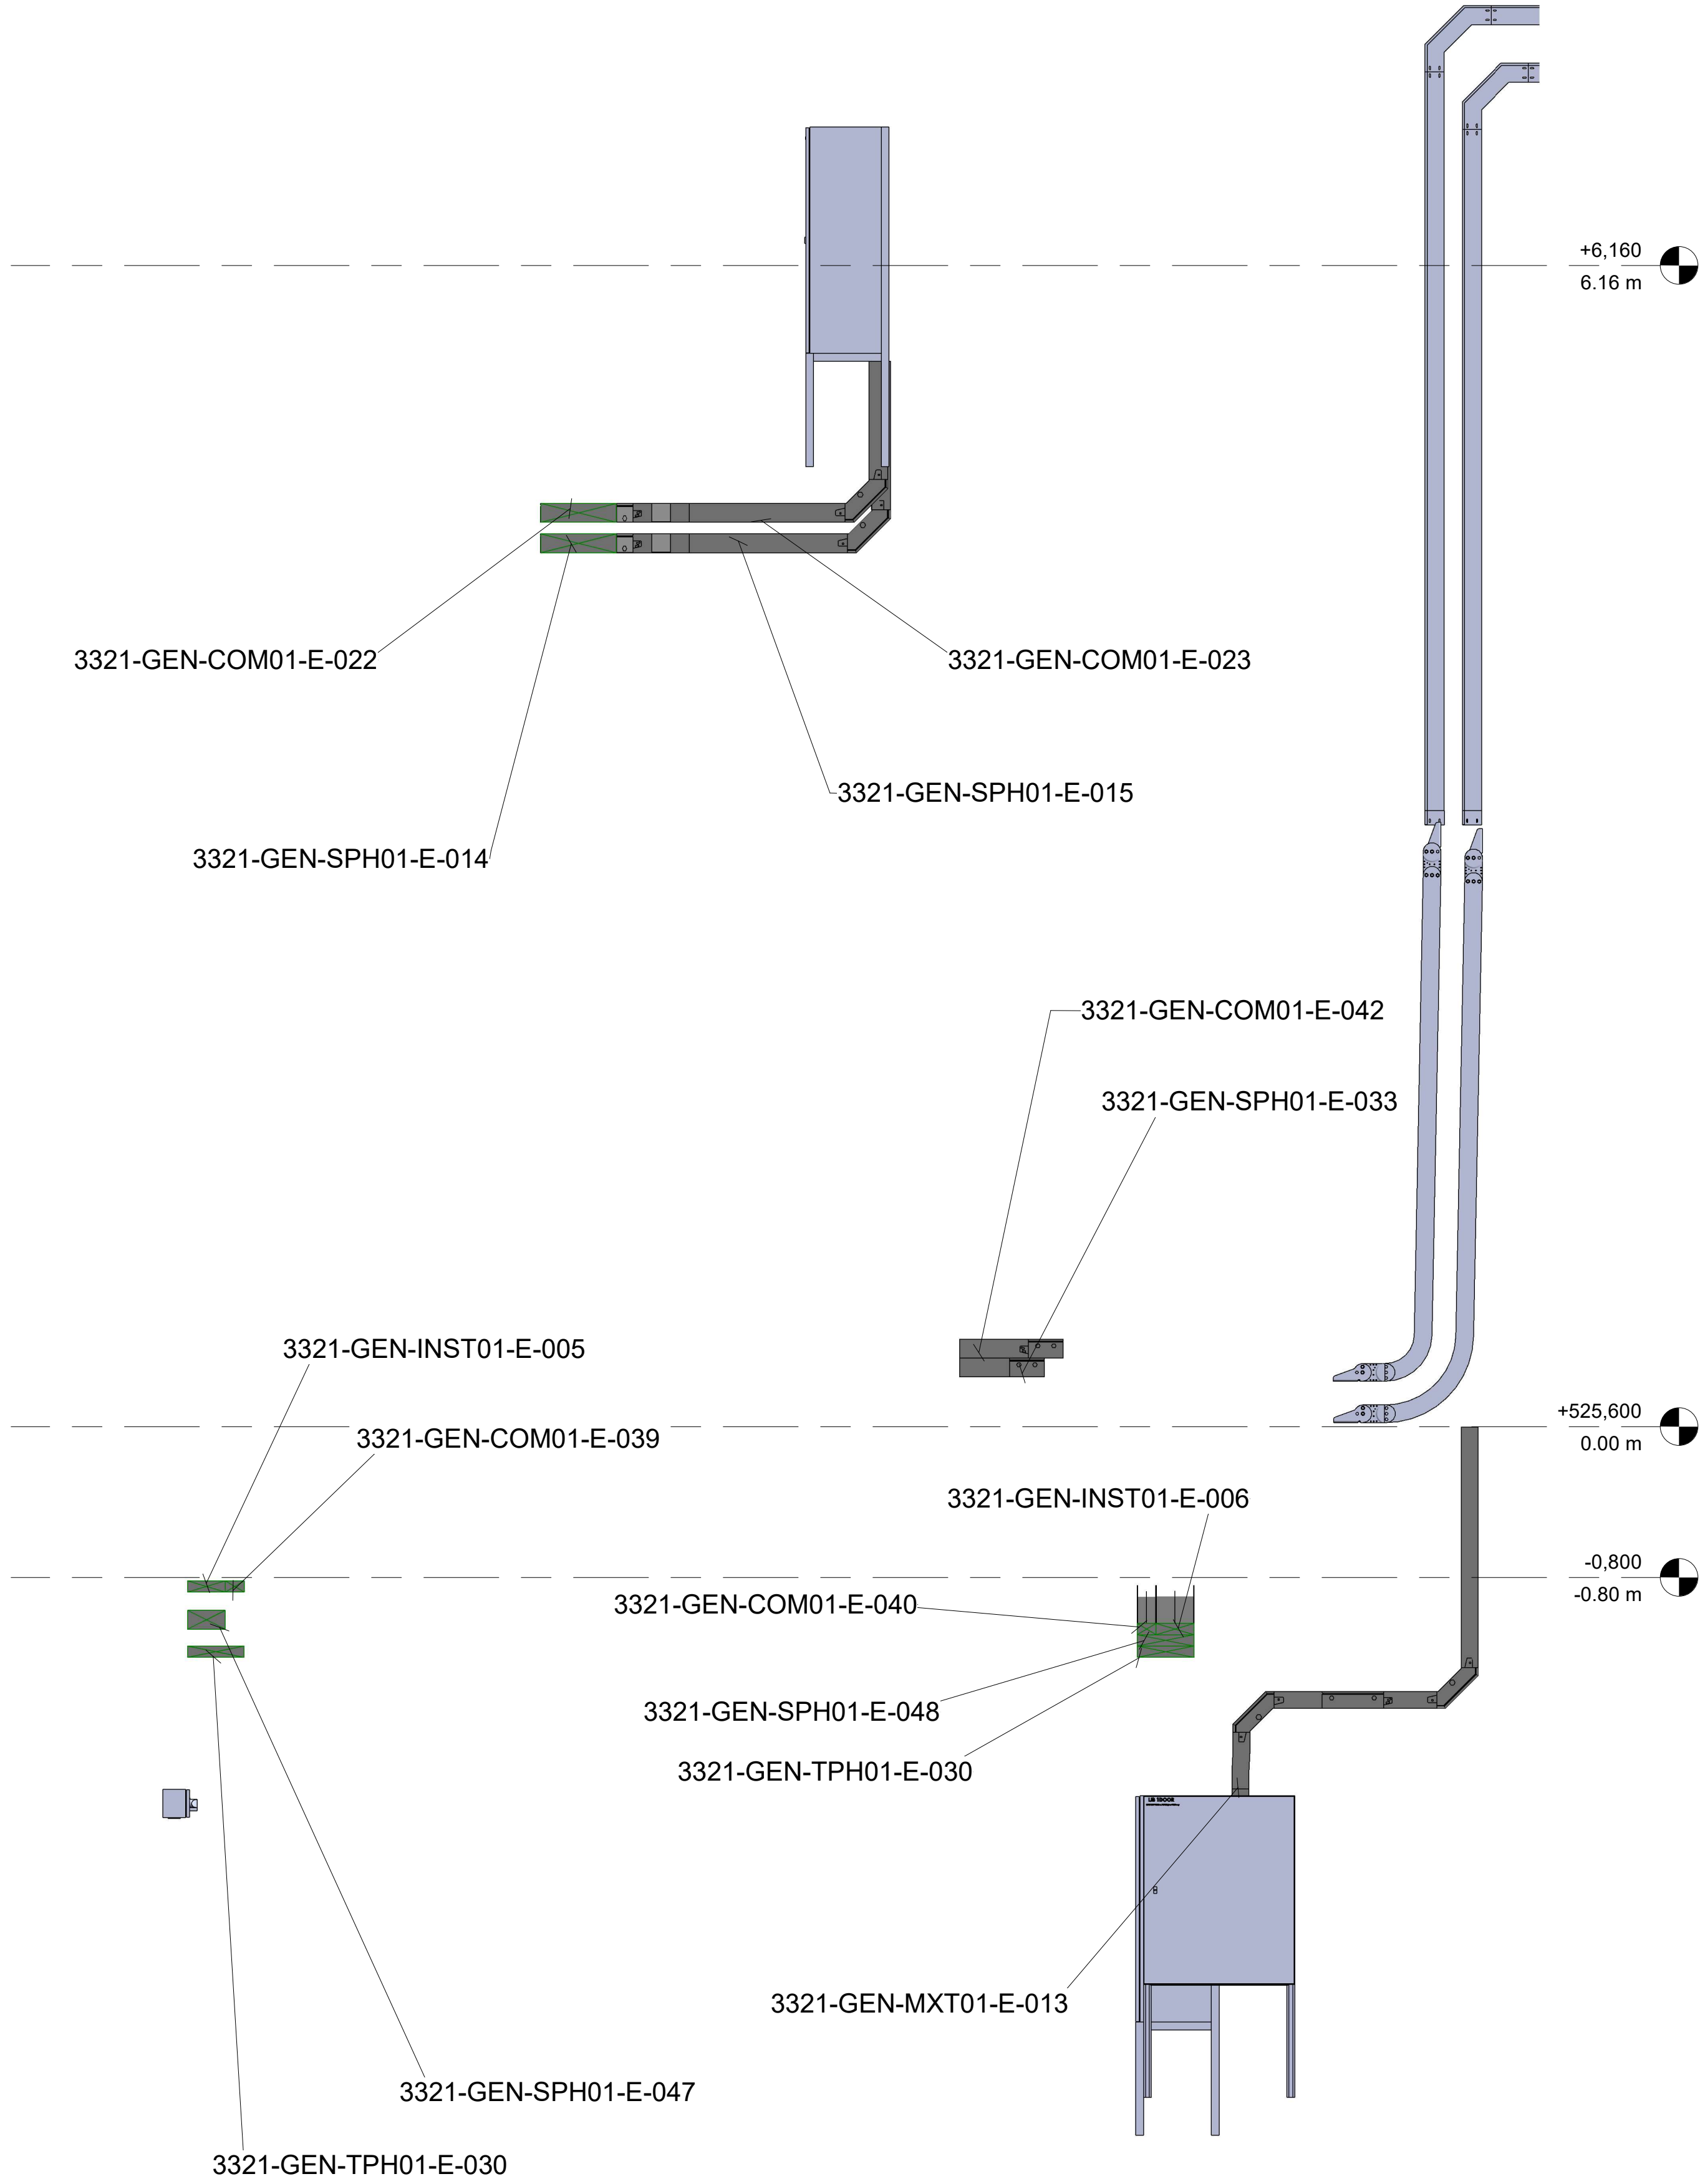 +6,160
6.16 m
3321-GEN-COM01-E-022
3321-GEN-COM01-E-023
3321-GEN-SPH01-E-015
3321-GEN-SPH01-E-014
3321-GEN-COM01-E-042
3321-GEN-SPH01-E-033
3321-GEN-INST01-E-005
+525,600
0.00 m
3321-GEN-COM01-E-039
3321-GEN-INST01-E-006
-0,800
-0.80 m
3321-GEN-COM01-E-040
3321-GEN-SPH01-E-048
3321-GEN-TPH01-E-030
3321-GEN-MXT01-E-013
3321-GEN-SPH01-E-047
3321-GEN-TPH01-E-030